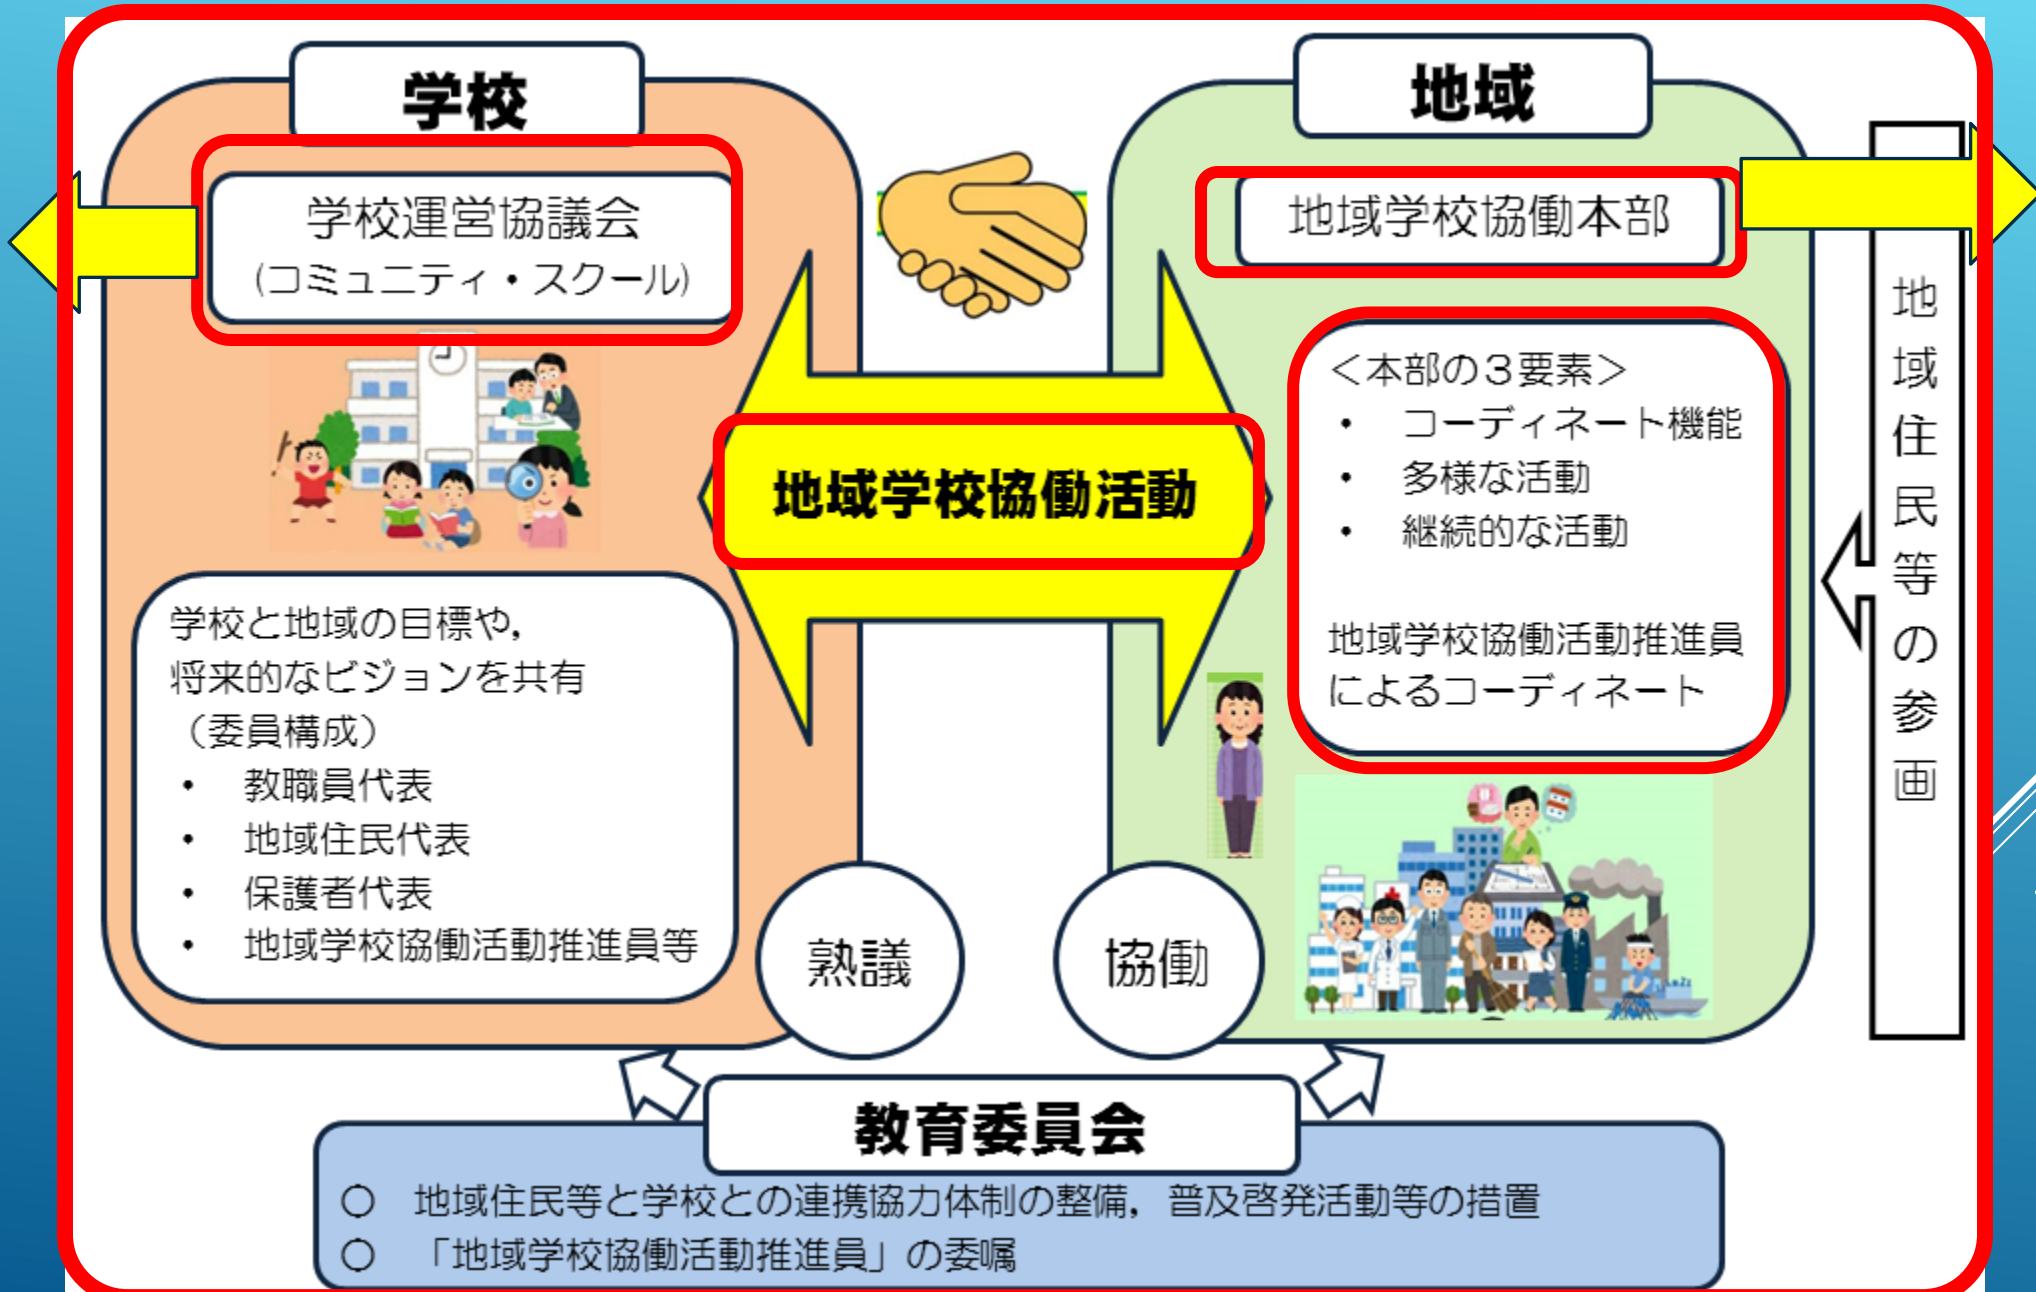 学校
学校運営協議会
(コミュニティ・スクール)
学校と地域の目標や,
将来的なビジョンを共有
（委員構成）
・ 教職員代表
・ 地域住民代表
・ 保護者代表
・ 地域学校協働活動推進員等
地域学校協働活動
熟議
協働
地域
地域学校協働本部
＜本部の３要素＞
・ コーディネート機能
・ 多様な活動
・ 継続的な活動
地域学校協働活動推進員
によるコーディネート
地域住民等の参画
教育委員会
○ 地域住民等と学校との連携協力体制の整備, 普及啓発活動等の措置
○ 「地域学校協働活動推進員」の委嘱